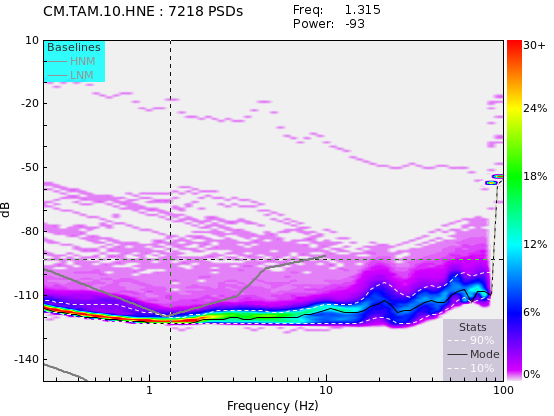 CM.TAM.10.HNE : 7218 PSDs
Freq: 1.315
Power: -93
10
-20
-50
-80
-110
-140
dB
Baselines
HNM
LNM
Stats
90%
Mode
10%
1
10
100
Frequency (Hz)
30+
24%
18%
12%
6%
0%